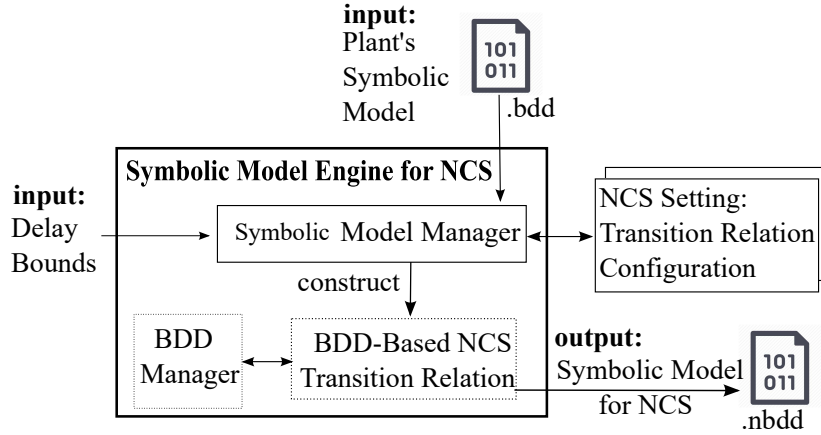 input:
Plant's
Symbolic
Model
101
011
.bdd
Symbolic Model Engine for NCS
input:
Delay
Bounds
Symbolic Model Manager
NCS Setting:
Transition Relation
Configuration
construct
BDD
Manager
BDD-Based NCS
Transition Relation
output:
Symbolic Model
for NCS
101
011
.nbdd